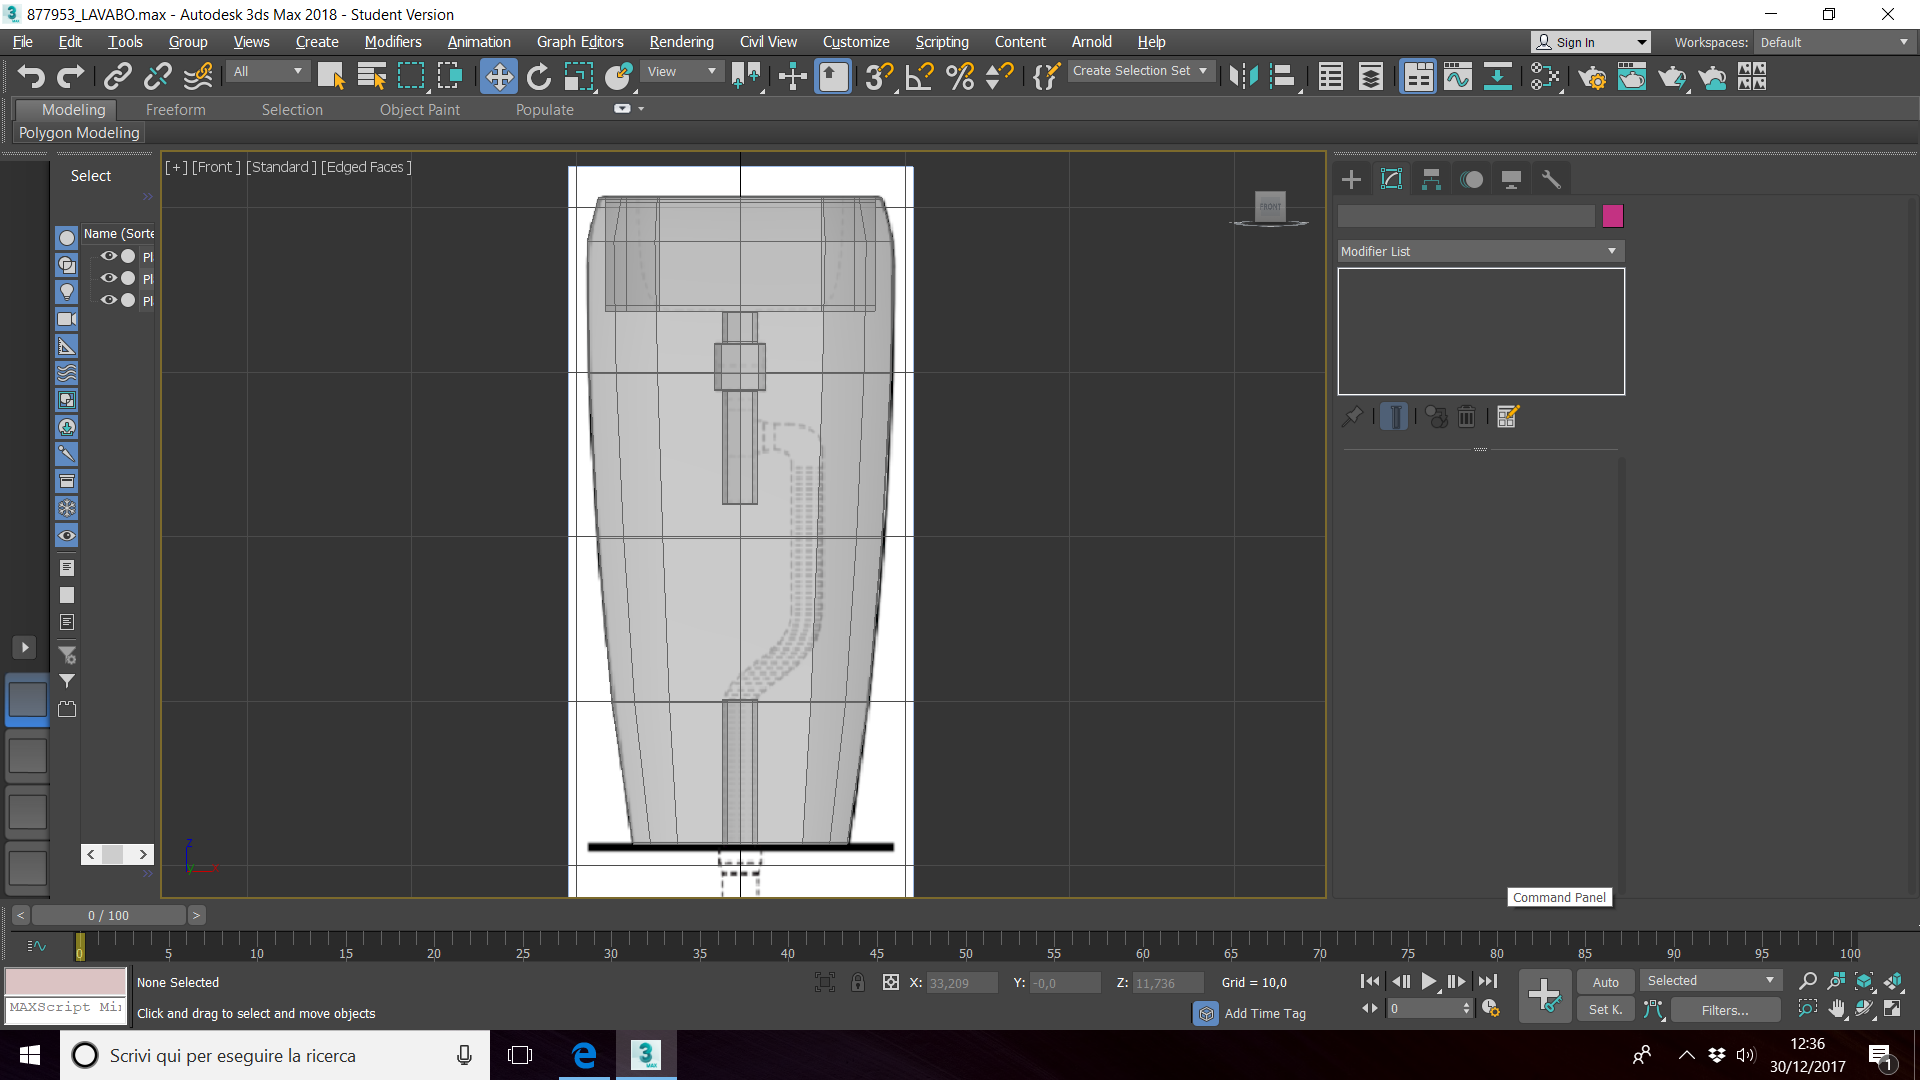 877953_LAVABO.max - Autodesk 3ds Max 2018 - Student Version
File Edit Tools Group Views Create Modifiers Animation Graph Editors Rendering Civil View Customize Scripting Content Arnold Help
Sign In
Workspaces: Default
All
View
Create Selection Set
Modeling Freeform Selection Object Paint Populate
Polygon Modeling
Select
[+] [Front ] [Standard ] [Edged Faces ]
FRONT
Name (Sorte
Pl
Pl
Pl
Modifier List
Command Panel
z
x
y
0 / 100
0 5 10 15 20 25 30 35 40 45 50 55 60 65 70 75 80 85 90 95 100
None Selected
X: 33,209 Y: -0,0 Z: 11,736 Grid = 10,0
Auto Selected
MAXScript Mi
Click and drag to select and move objects
Add Time Tag
0
Set K. Filters...
Scrivi qui per eseguire la ricerca
3
MAX
12:36
30/12/2017
1